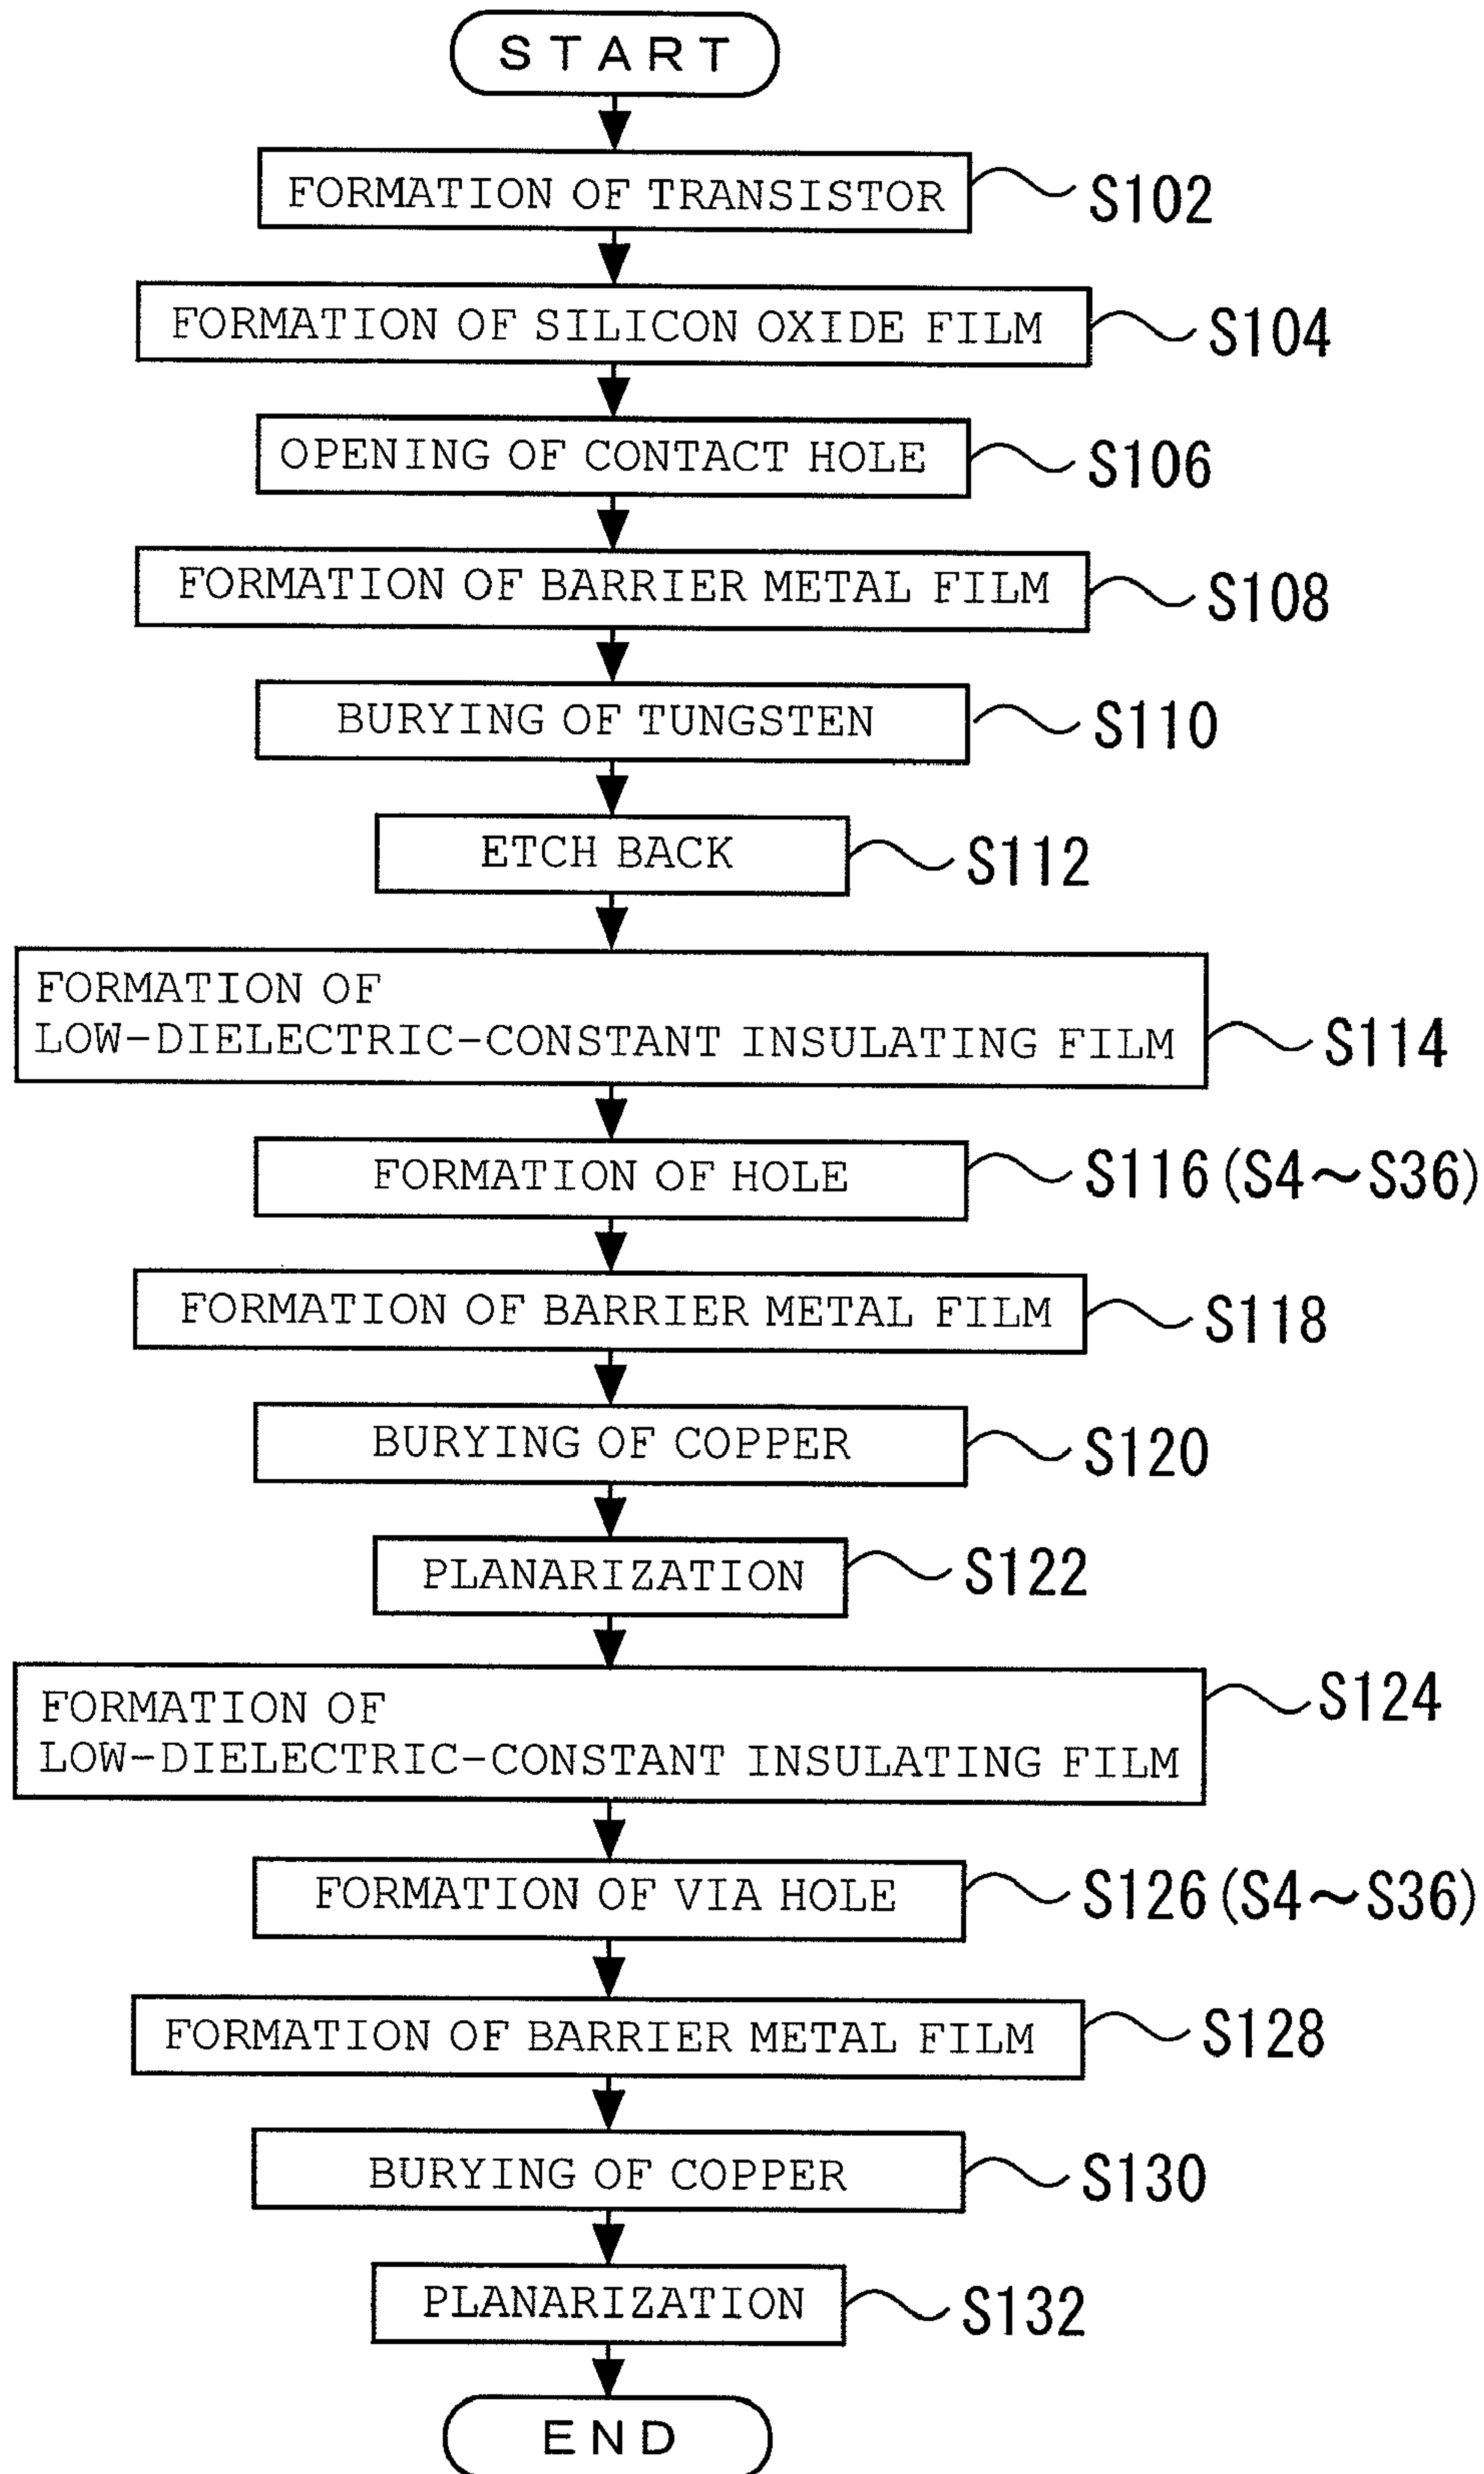 START
FORMATION OF TRANSISTOR
S102
FORMATION OF SILICON OXIDE FILM
S104
OPENING OF CONTACT HOLE
S106
FORMATION OF BARRIER METAL FILM
S108
BURYING OF TUNGSTEN
S110
ETCH BACK
S112
FORMATION OF
LOW-DIELECTRIC-CONSTANT INSULATING FILM
S114
FORMATION OF HOLE
S116 (S4～S36)
FORMATION OF BARRIER METAL FILM
S118
BURYING OF COPPER
S120
PLANARIZATION
S122
FORMATION OF
LOW-DIELECTRIC-CONSTANT INSULATING FILM
S124
FORMATION OF VIA HOLE
S126 (S4～S36)
FORMATION OF BARRIER METAL FILM
S128
BURYING OF COPPER
S130
PLANARIZATION
S132
END